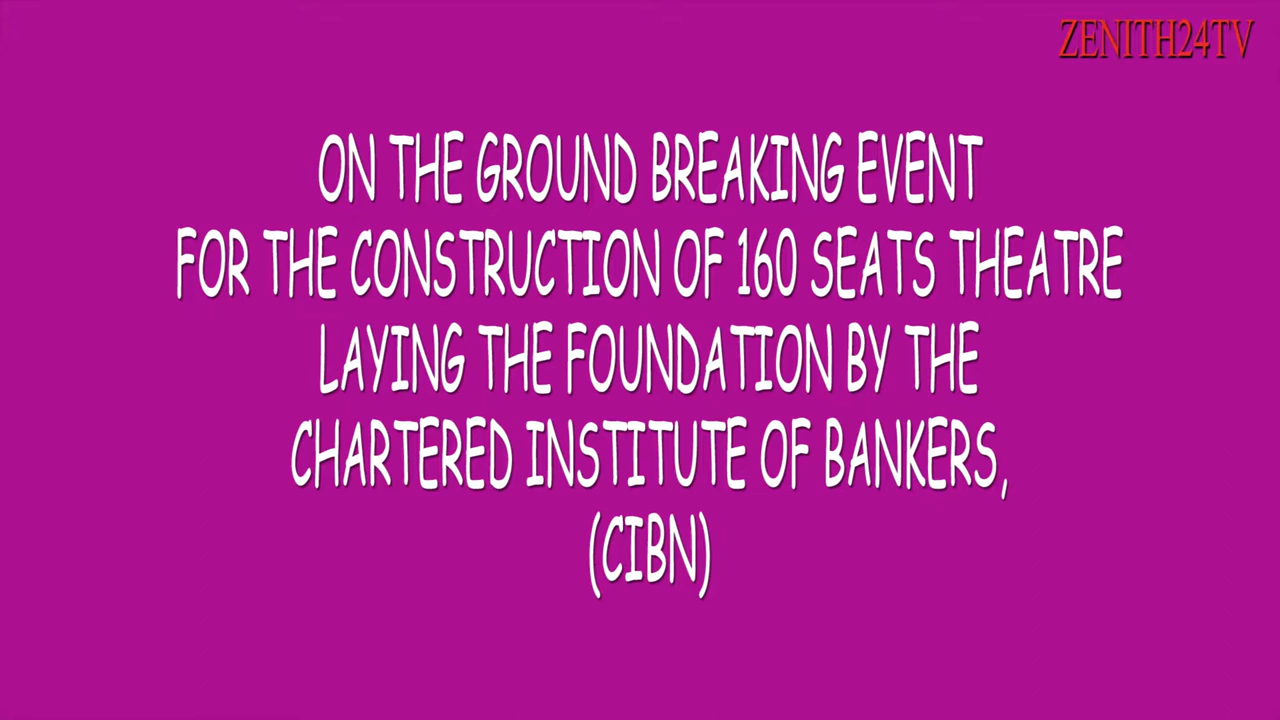 ZENITH24TV
ON THE GROUND BREAKING EVENT
FOR THE CONSTRUCTION OF 160 SEATS THEATRE
LAYING THE FOUNDATION BY THE
CHARTERED INSTITUTE OF BANKERS,
(CIBN)